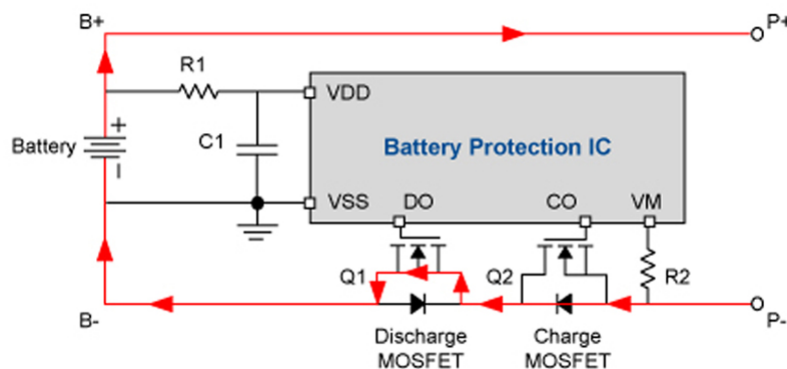 B+
P+
R1
VDD
+
Battery
C1
Battery Protection IC
−
VSS
DO
CO
VM
Q1
Q2
R2
B-
P-
Discharge
MOSFET
Charge
MOSFET